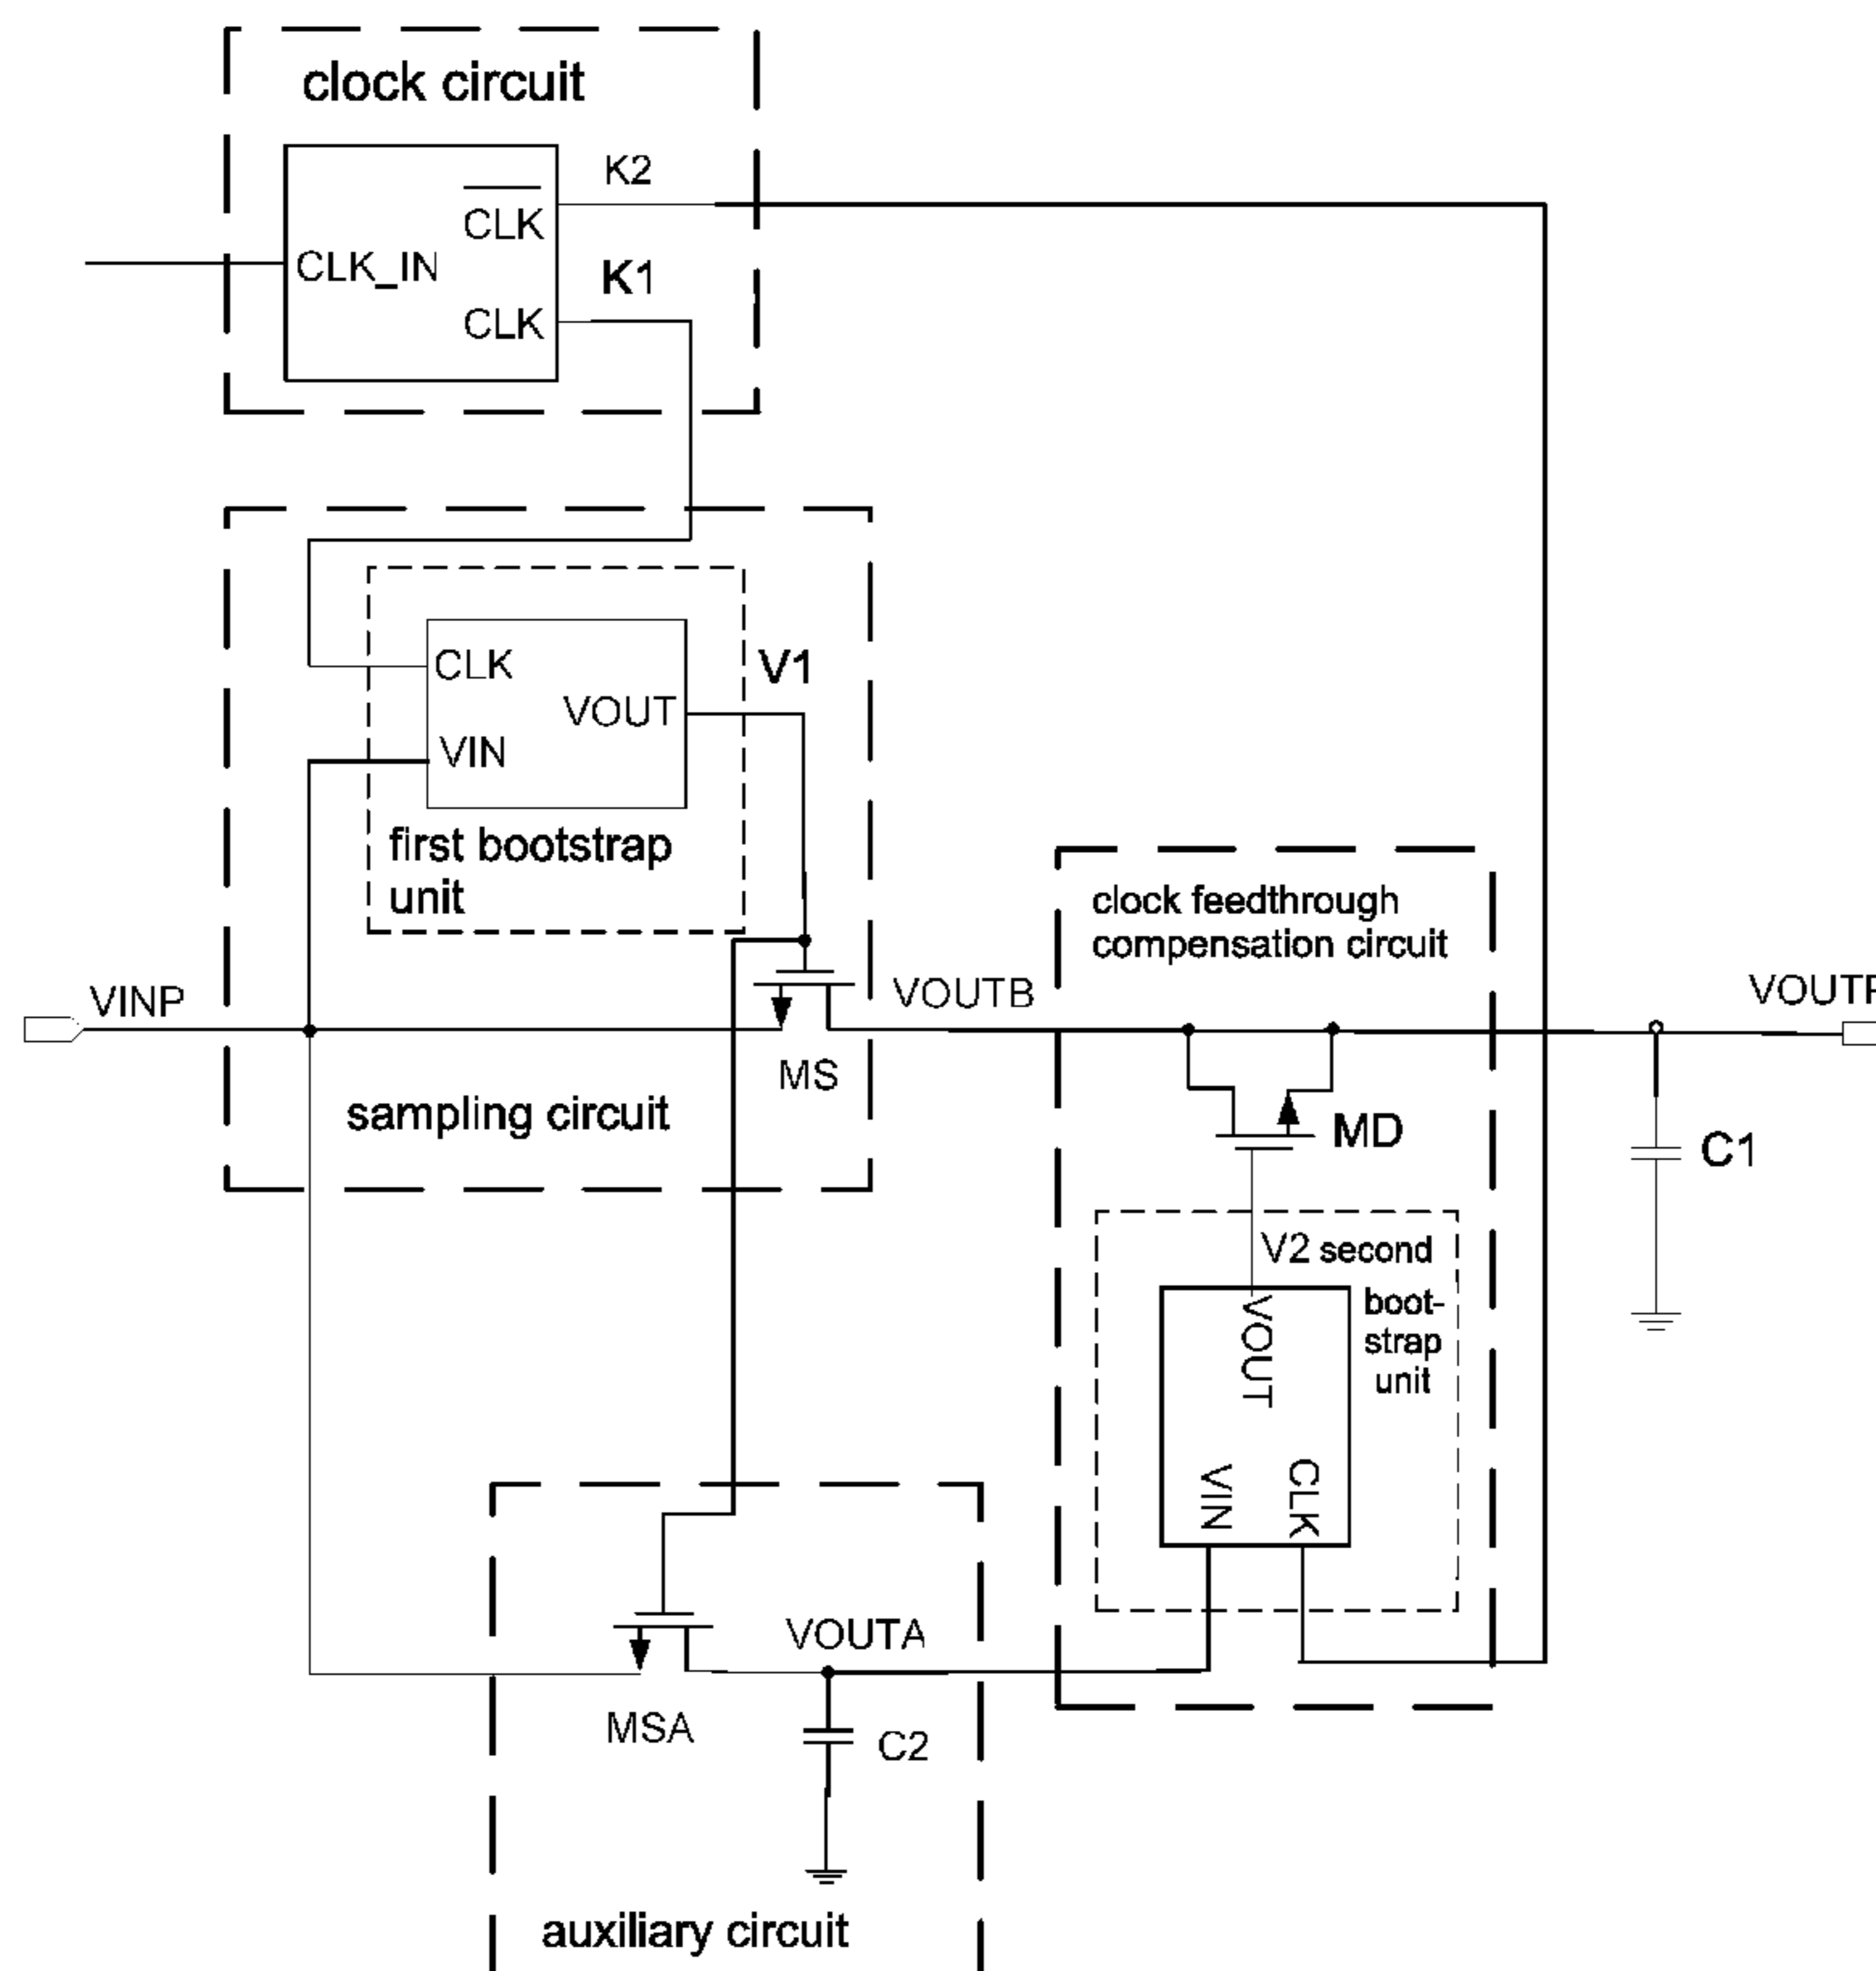 clock circuit
K2
CLK
CLK_IN
K1
CLK
CLK
V1
VOUT
VIN
first bootstrap
unit
clock feedthrough
compensation circuit
VINP
VOUTB
MS
sampling circuit
MD
C1
V2 second
boot-
strap
unit
VOUT
VIN
CLK
VOUTA
MSA
C2
auxiliary circuit